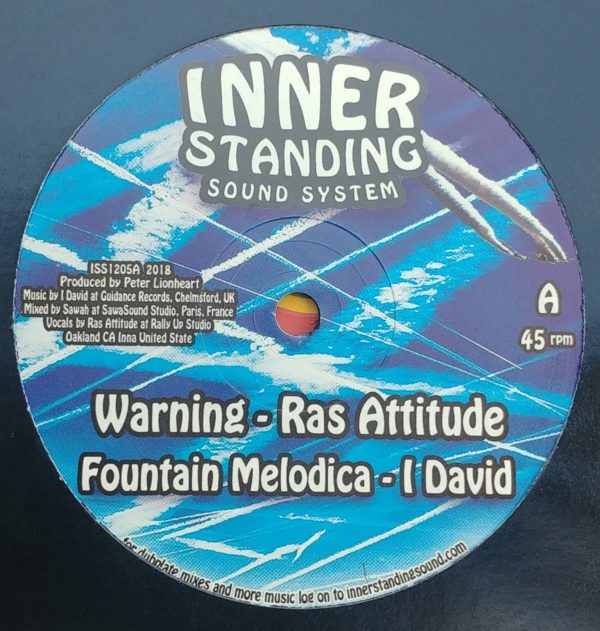 INNER
STANDING
SOUND SYSTEM
ISS1205A 2018
Produced by Peter Lionheart
Music by I David at Guidance Records, Chelmsford, UK
Mixed by Sawah at SawaSound Studio, Paris, France
Vocals by Ras Attitude at Rally Up Studio
Oakland CA Inna United State
A
45 rpm
Warning - Ras Attitude
Fountain Melodica - I David
for dubplate mixes and more music log on to innerstandingsound.com